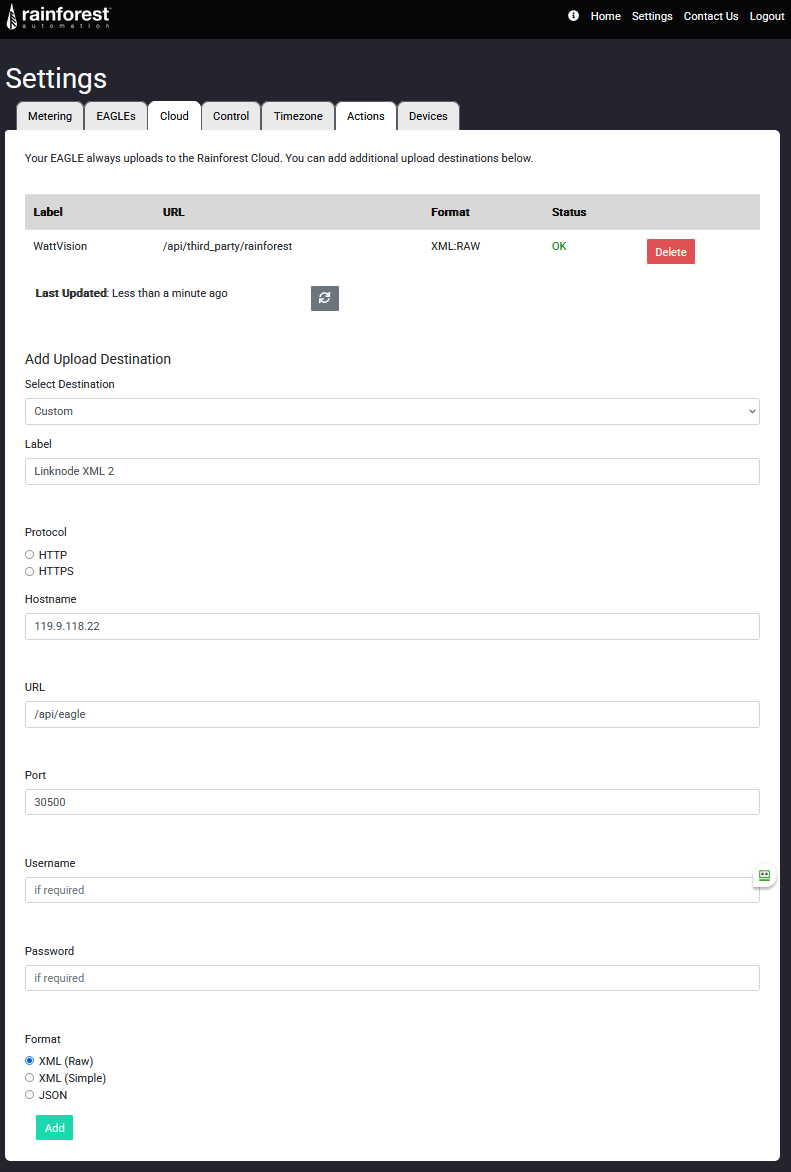 rainforest
automation
Home Settings Contact Us Logout
Settings
Metering EAGLEs Cloud Control Timezone Actions Devices
Your EAGLE always uploads to the Rainforest Cloud. You can add additional upload destinations below.
Label URL Format Status
WattVision /api/third_party/rainforest XML:RAW OK Delete
Last Updated: Less than a minute ago
Add Upload Destination
Select Destination
Custom
Label
Linknode XML 2
Protocol
HTTP
HTTPS
Hostname
119.9.118.22
URL
/api/eagle
Port
30500
Username
if required
Password
if required
Format
XML (Raw)
XML (Simple)
JSON
Add